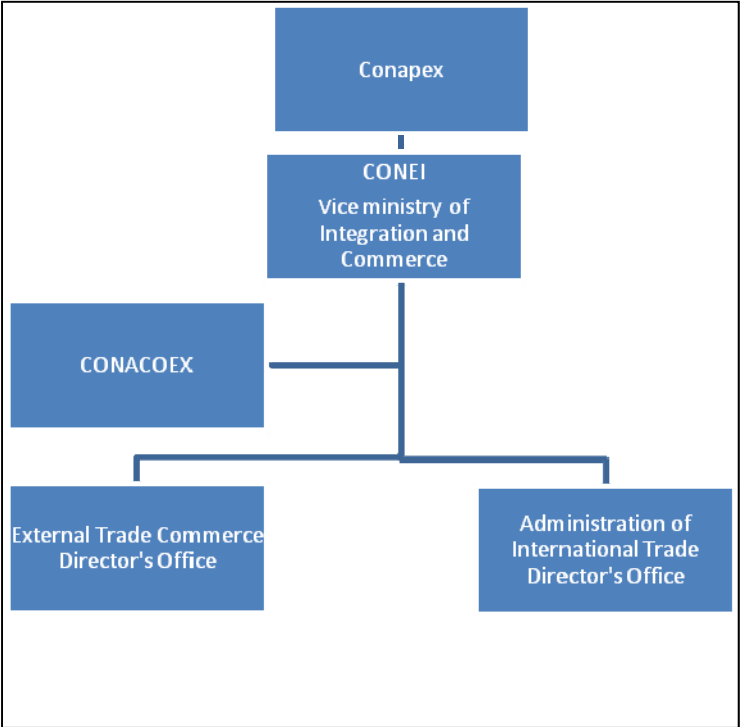 Conapex
CONEI
Vice ministry of
Integration and
Commerce
CONACOEX
External Trade Commerce
Director's Office
Administration of
International Trade
Director's Office